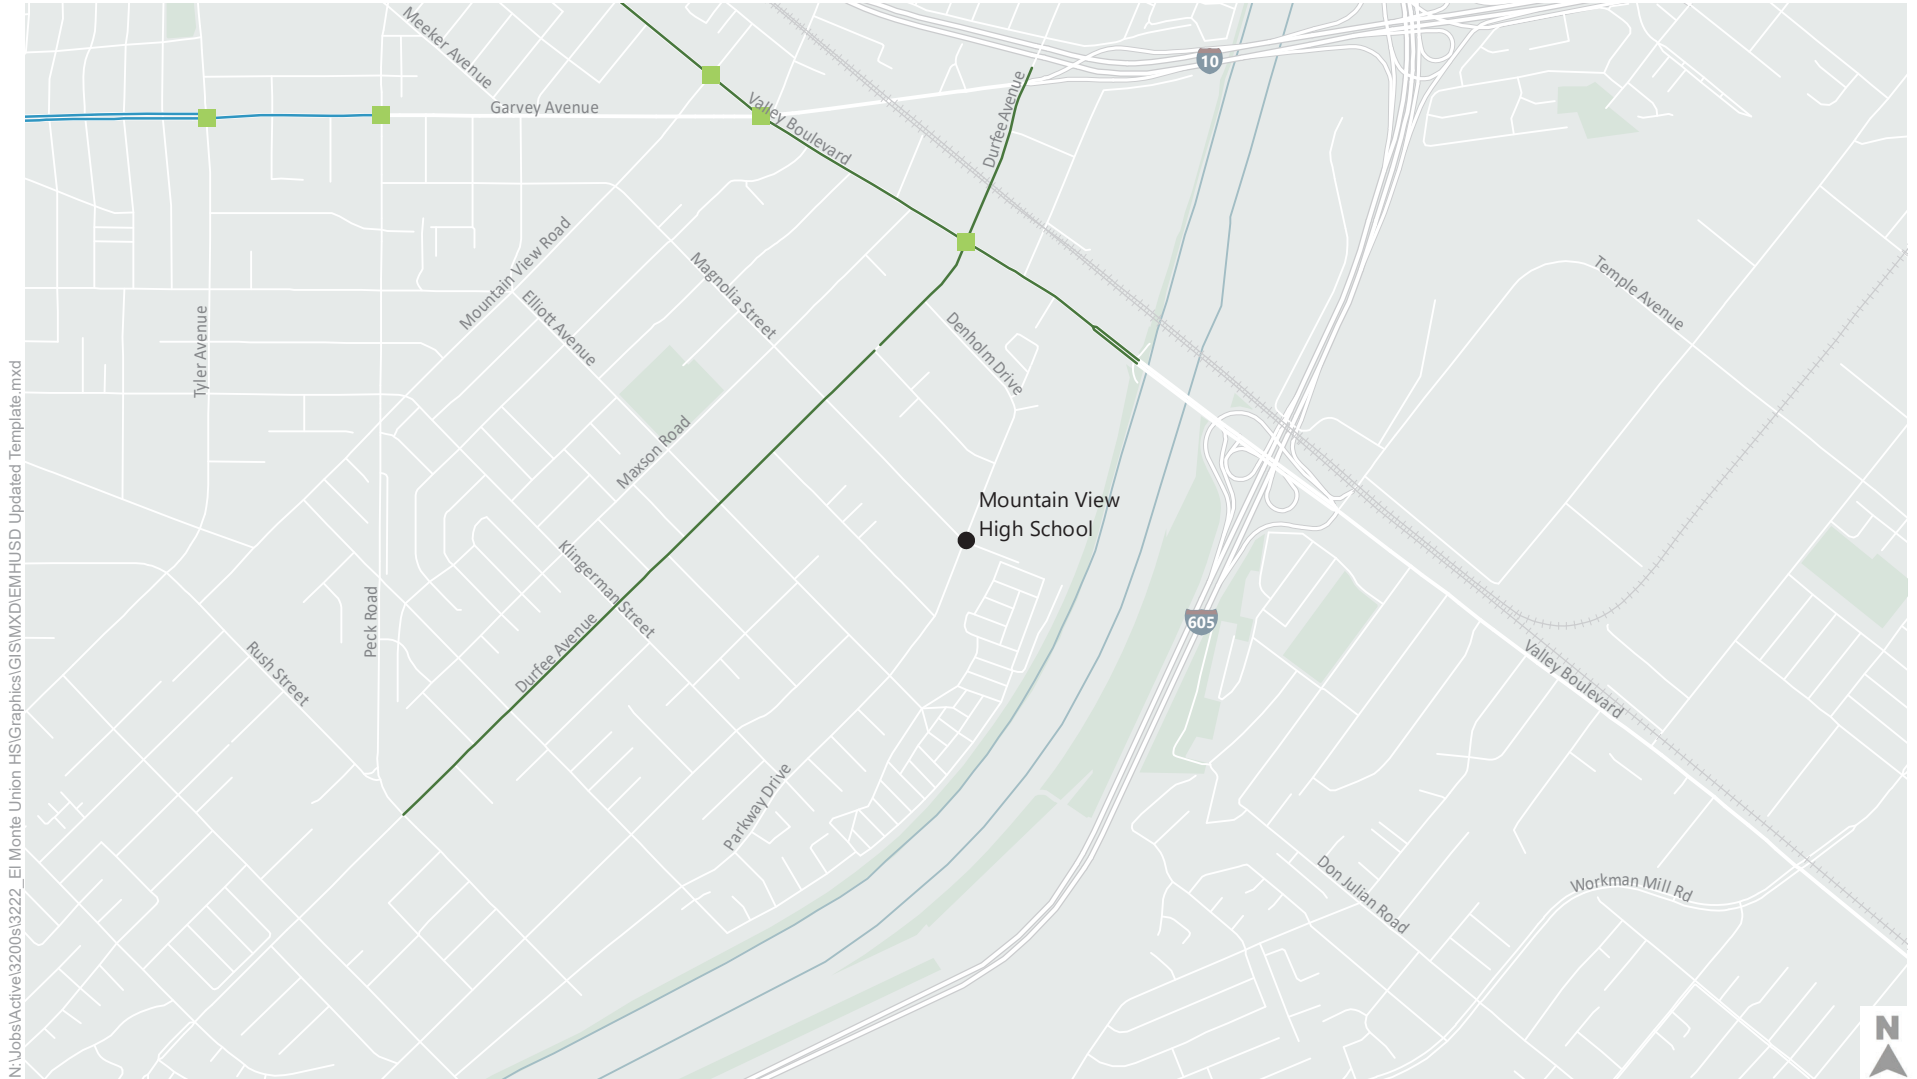 Meeker Avenue
10
Durfee Avenue
Garvey Avenue
Valley Boulevard
Mountain View Road
Magnolia Street
Temple Avenue
Elliott Avenue
Tyler Avenue
Denholm Drive
Maxson Road
Mountain View
High School
Klingerman Street
Peck Road
605
Durfee Avenue
Rush Street
Valley Boulevard
Parkway Drive
Don Julian Road
Workman Mill Rd
N
N:\Jobs\Active\3200s\3222_El Monte Union HS\Graphics\GIS\MXD\EMHUSD Updated Template.mxd